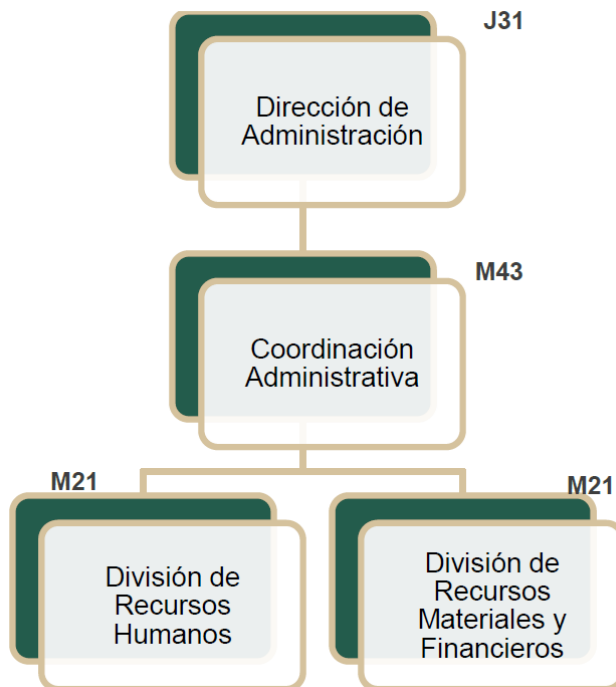 J31
Dirección de
Administración
M43
Coordinación
Administrativa
M21
División de
Recursos
Humanos
M21
División de
Recursos
Materiales y
Financieros